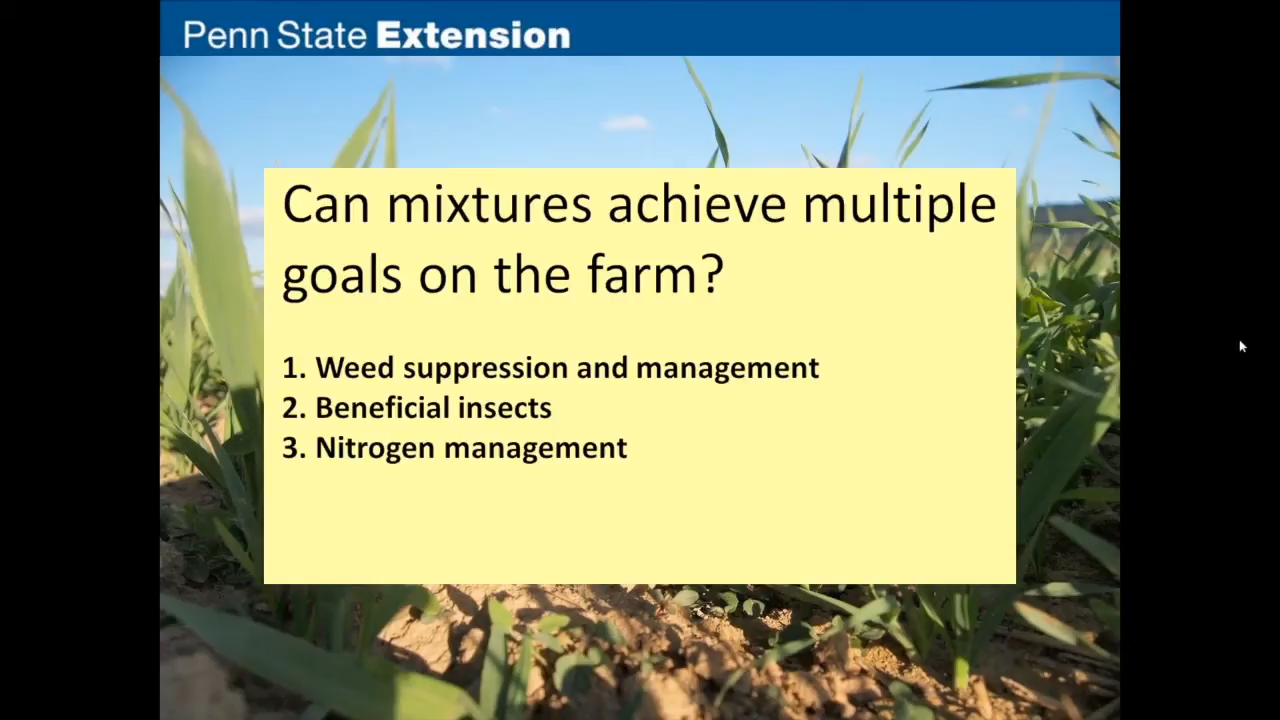 Penn State Extension
Can mixtures achieve multiple
goals on the farm?
1. Weed suppression and management
2. Beneficial insects
3. Nitrogen management